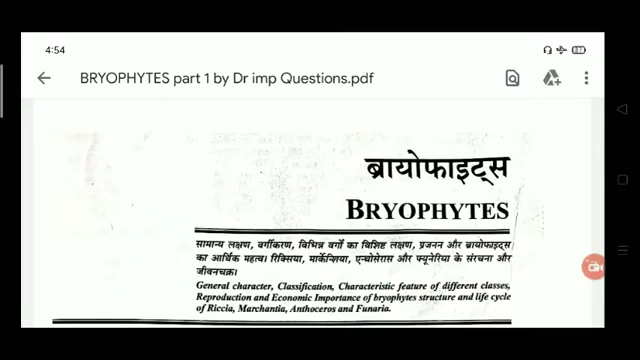 4:54
87
BRYOPHYTES part 1 by Dr imp Questions.pdf
ब्रायोफाइट्स
BRYOPHYTES
सामान्य लक्षण, वर्गीकरण, विभिन्न वर्गों का विशिष्ट लक्षण, प्रजनन और ब्रायोफाइट्स
का आर्थिक महत्व। रिक्सिया, मार्केन्शिया, एन्थोसेरास और फ्यूनेरिया के संरचना और
जीवनचक्र।
General character, Classification, Characteristic feature of different classes,
Reproduction and Economic Importance of bryophytes structure and life cycle
of Riccia, Marchantia, Anthoceros and Funaria.